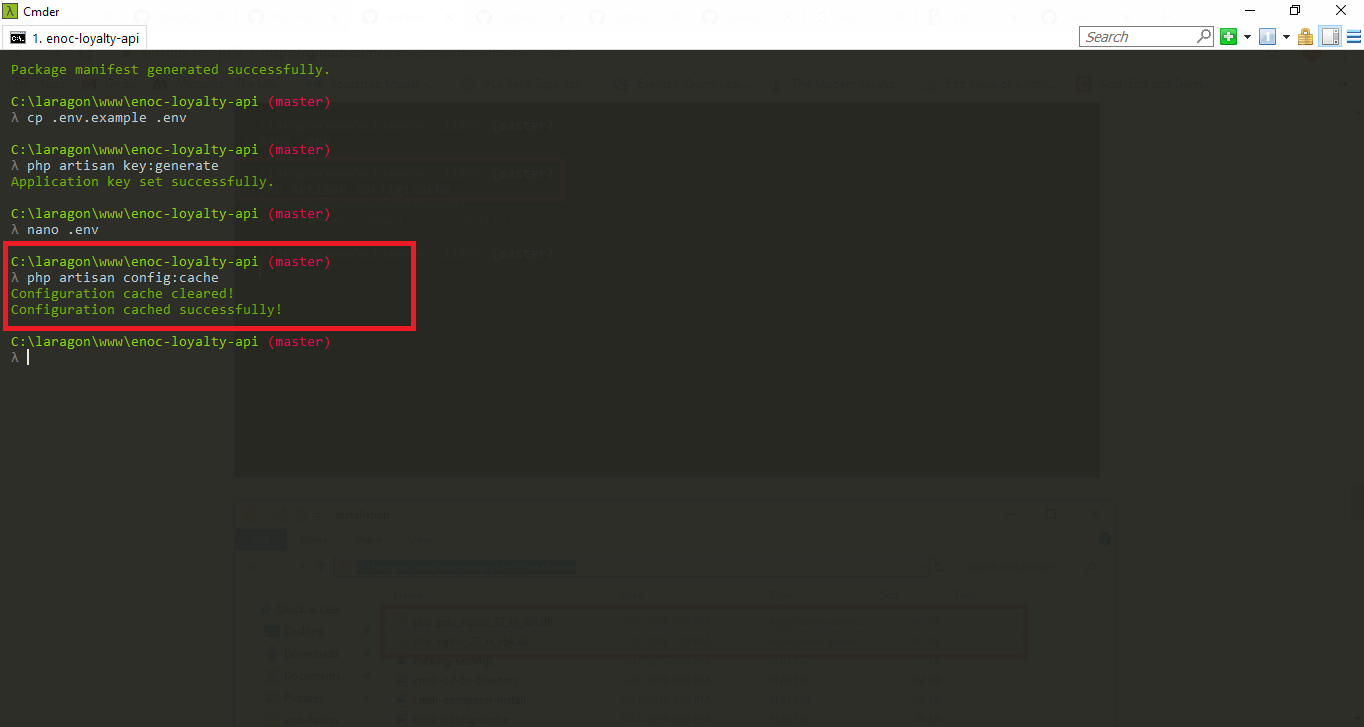 Cmder
1. enoc-loyalty-api
Search
Package manifest generated successfully.
C:\laragon\www\enoc-loyalty-api (master)
λ cp .env.example .env
C:\laragon\www\enoc-loyalty-api (master)
λ php artisan key:generate
Application key set successfully.
C:\laragon\www\enoc-loyalty-api (master)
λ nano .env
C:\laragon\www\enoc-loyalty-api (master)
λ php artisan config:cache
Configuration cache cleared!
Configuration cached successfully!
C:\laragon\www\enoc-loyalty-api (master)
λ